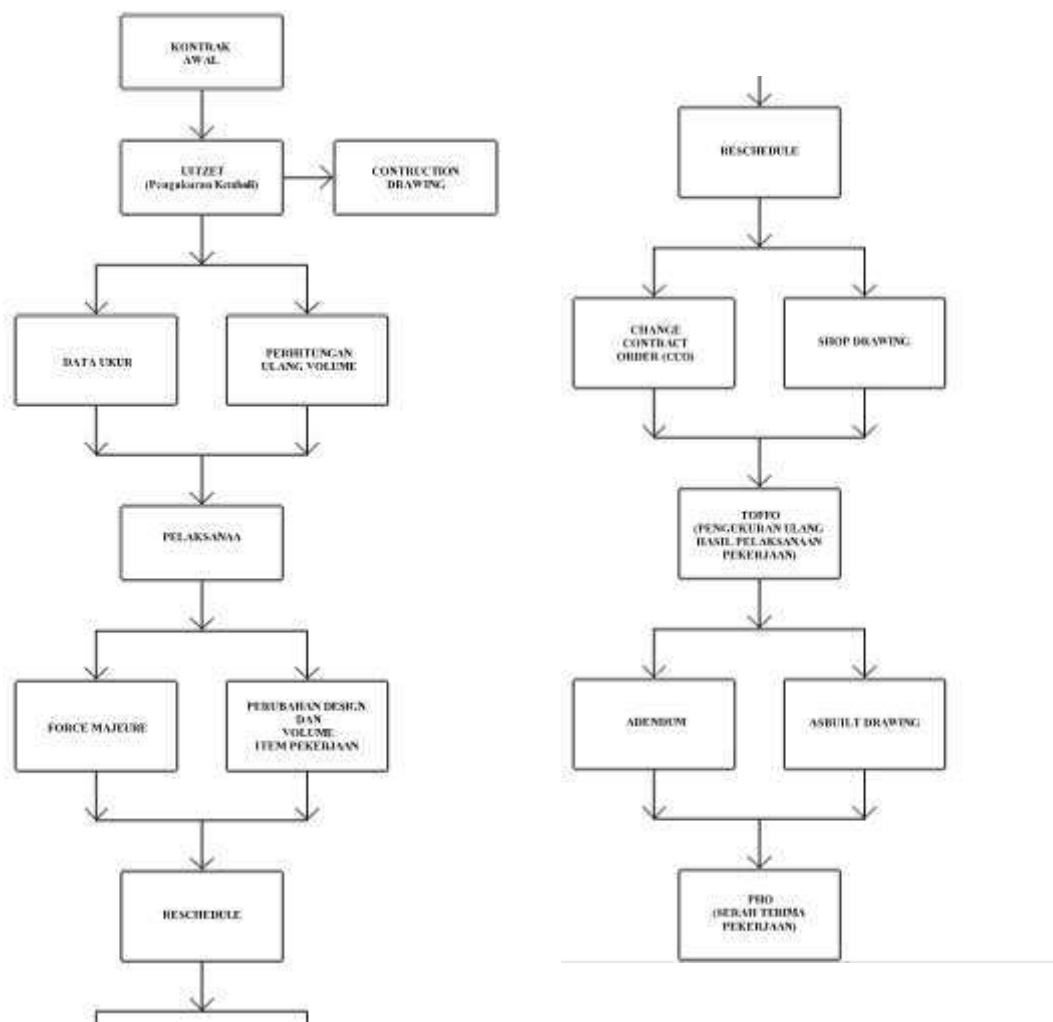 KONTRAK
AWAL
UITZET
(Pengukuran Kembali)
CONTRUCTION
DRAWING
DATA UKUR
PERHITUNGAN
ULANG VOLUME
PELAKSANAA
FORCE MAJEURE
PERUBAHAN DESIGN
DAN
VOLUME
ITEM PEKERJAAN
RESCHEDULE
RESCHEDULE
CHANGE
CONTRACT
ORDER (CCO)
SHOP DRAWING
TOFFO
(PENGUKURAN ULANG
HASIL PELAKSANAAN
PEKERJAAN)
ADENDUM
ASBUILT DRAWING
PHO
(SERAH TERIMA
PEKERJAAN)